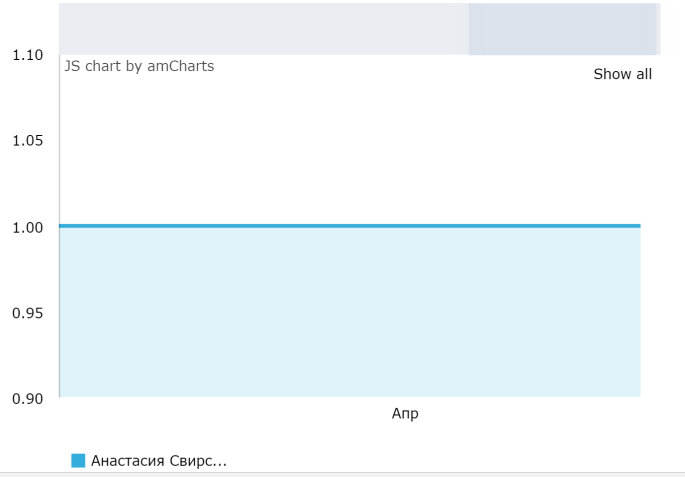 1.10
JS chart by amCharts
Show all
1.05
1.00
0.95
0.90
Апр
Анастасия Свирс...